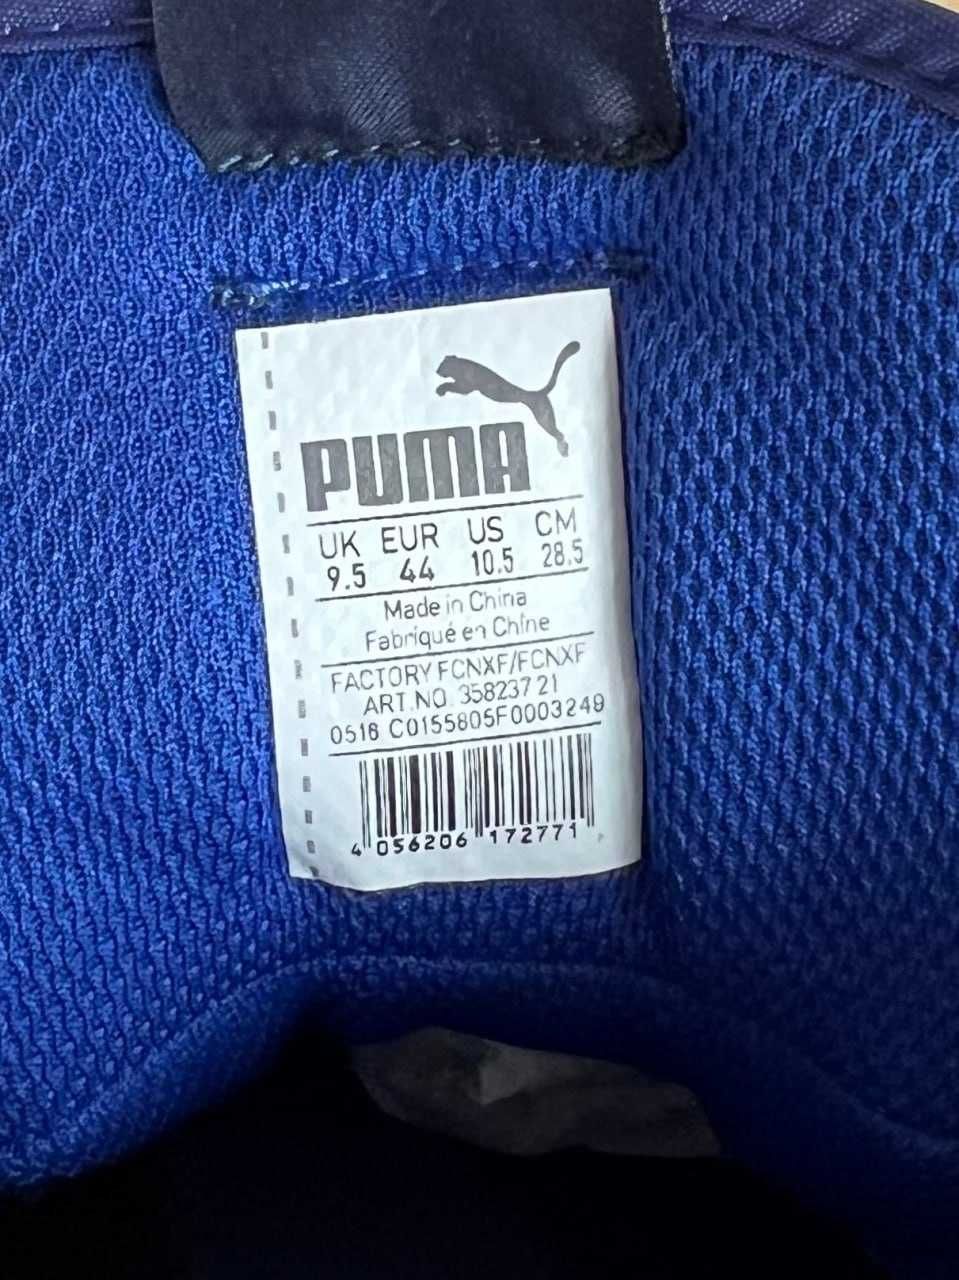 PUMA
UK EUR US CM
9.5 44 10.5 28.5
Made in China
Fabriqué en Chine
FACTORY FCNXF/FCNXF
ART.NO. 358237 21
0518 C0155805F0003249
4 056206 172771